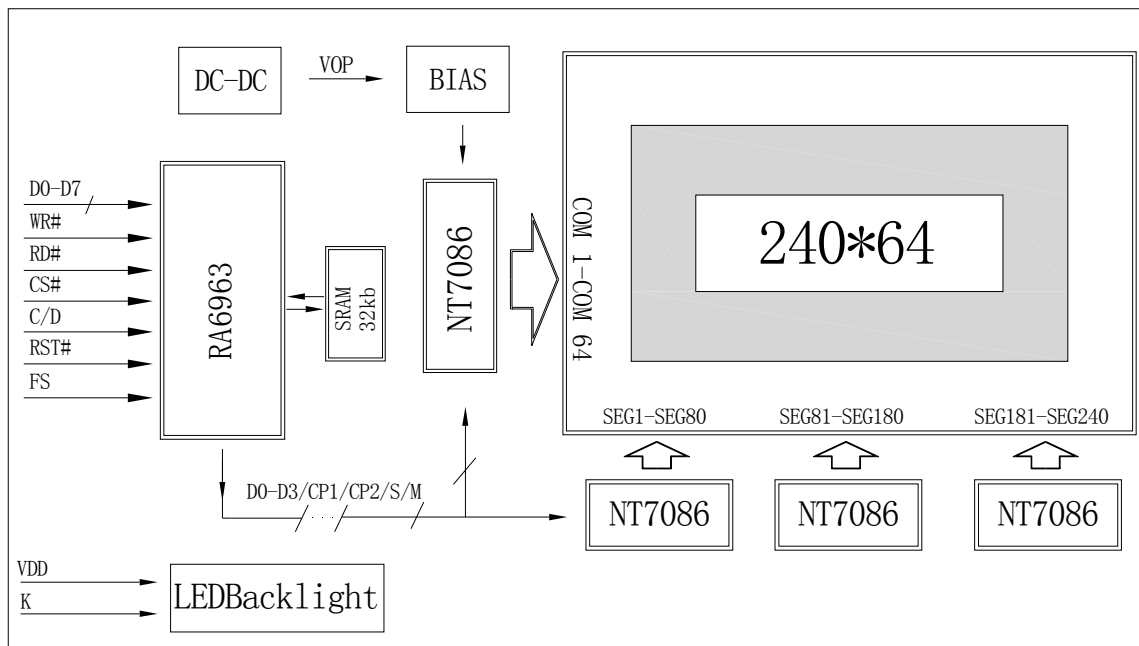 DC-DC
VOP
BIAS
D0-D7
WR#
RD#
CS#
C/D
RST#
FS
RA6963
SRAM
32kb
NT7086
COM 1-COM 64
240*64
SEG1-SEG80
SEG81-SEG180
SEG181-SEG240
D0-D3/CP1/CP2/S/M
NT7086
NT7086
NT7086
VDD
K
LEDBacklight